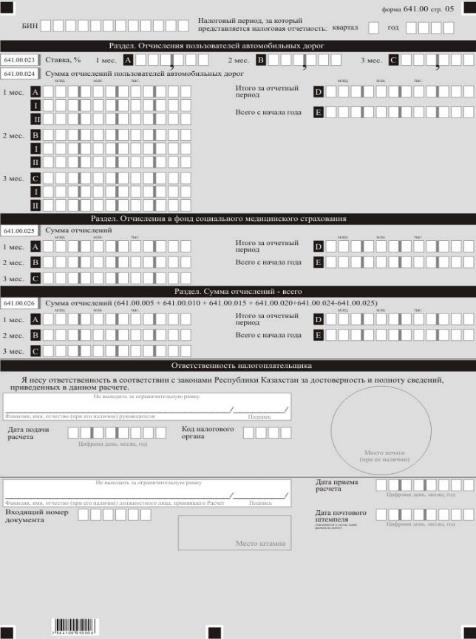 форма 641.00 стр. 05
БИН
Налоговый период, за который
представляется налоговая отчетность: квартал год
Раздел. Отчисления пользователей автомобильных дорог
641.00.023 Ставка, % 1 мес. A 2 мес. B 3 мес. C
641.00.024 Сумма отчислений пользователей автомобильных дорог
млрд. млн. тыс.
1 мес. A
I
II
2 мес. B
I
II
3 мес. C
I
II
Итого за отчетный
период D
Всего с начала года E
Раздел. Отчисления в фонд социального медицинского страхования
641.00.025 Сумма отчислений
млрд. млн. тыс.
1 мес. A
2 мес. B
3 мес. C
Итого за отчетный
период D
Всего с начала года E
Раздел. Сумма отчислений - всего
641.00.026 Сумма отчислений (641.00.005 + 641.00.010 + 641.00.015 + 641.00.020+641.00.024-641.00.025)
млрд. млн. тыс.
1 мес. A
2 мес. B
3 мес. C
Итого за отчетный
период D
Всего с начала года E
Ответственность налогоплательщика
Я несу ответственность в соответствии с законами Республики Казахстан за достоверность и полноту сведений,
приведенных в данном расчете.
Не выходить за ограничительную рамку
Фамилия, имя, отчество (при его наличии) руководителя Подпись
Дата подачи
расчета
Цифрами день, месяц, год
Код налогового
органа
Место печати
(при ее наличии)
Не выходить за ограничительную рамку
Фамилия, имя, отчество (при его наличии) должностного лица, принявшего Расчет Подпись
Входящий номер
документа
Место штампа
Дата приема
расчета
Цифрами день, месяц, год
Дата почтового
штемпеля
Цифрами день, месяц, год